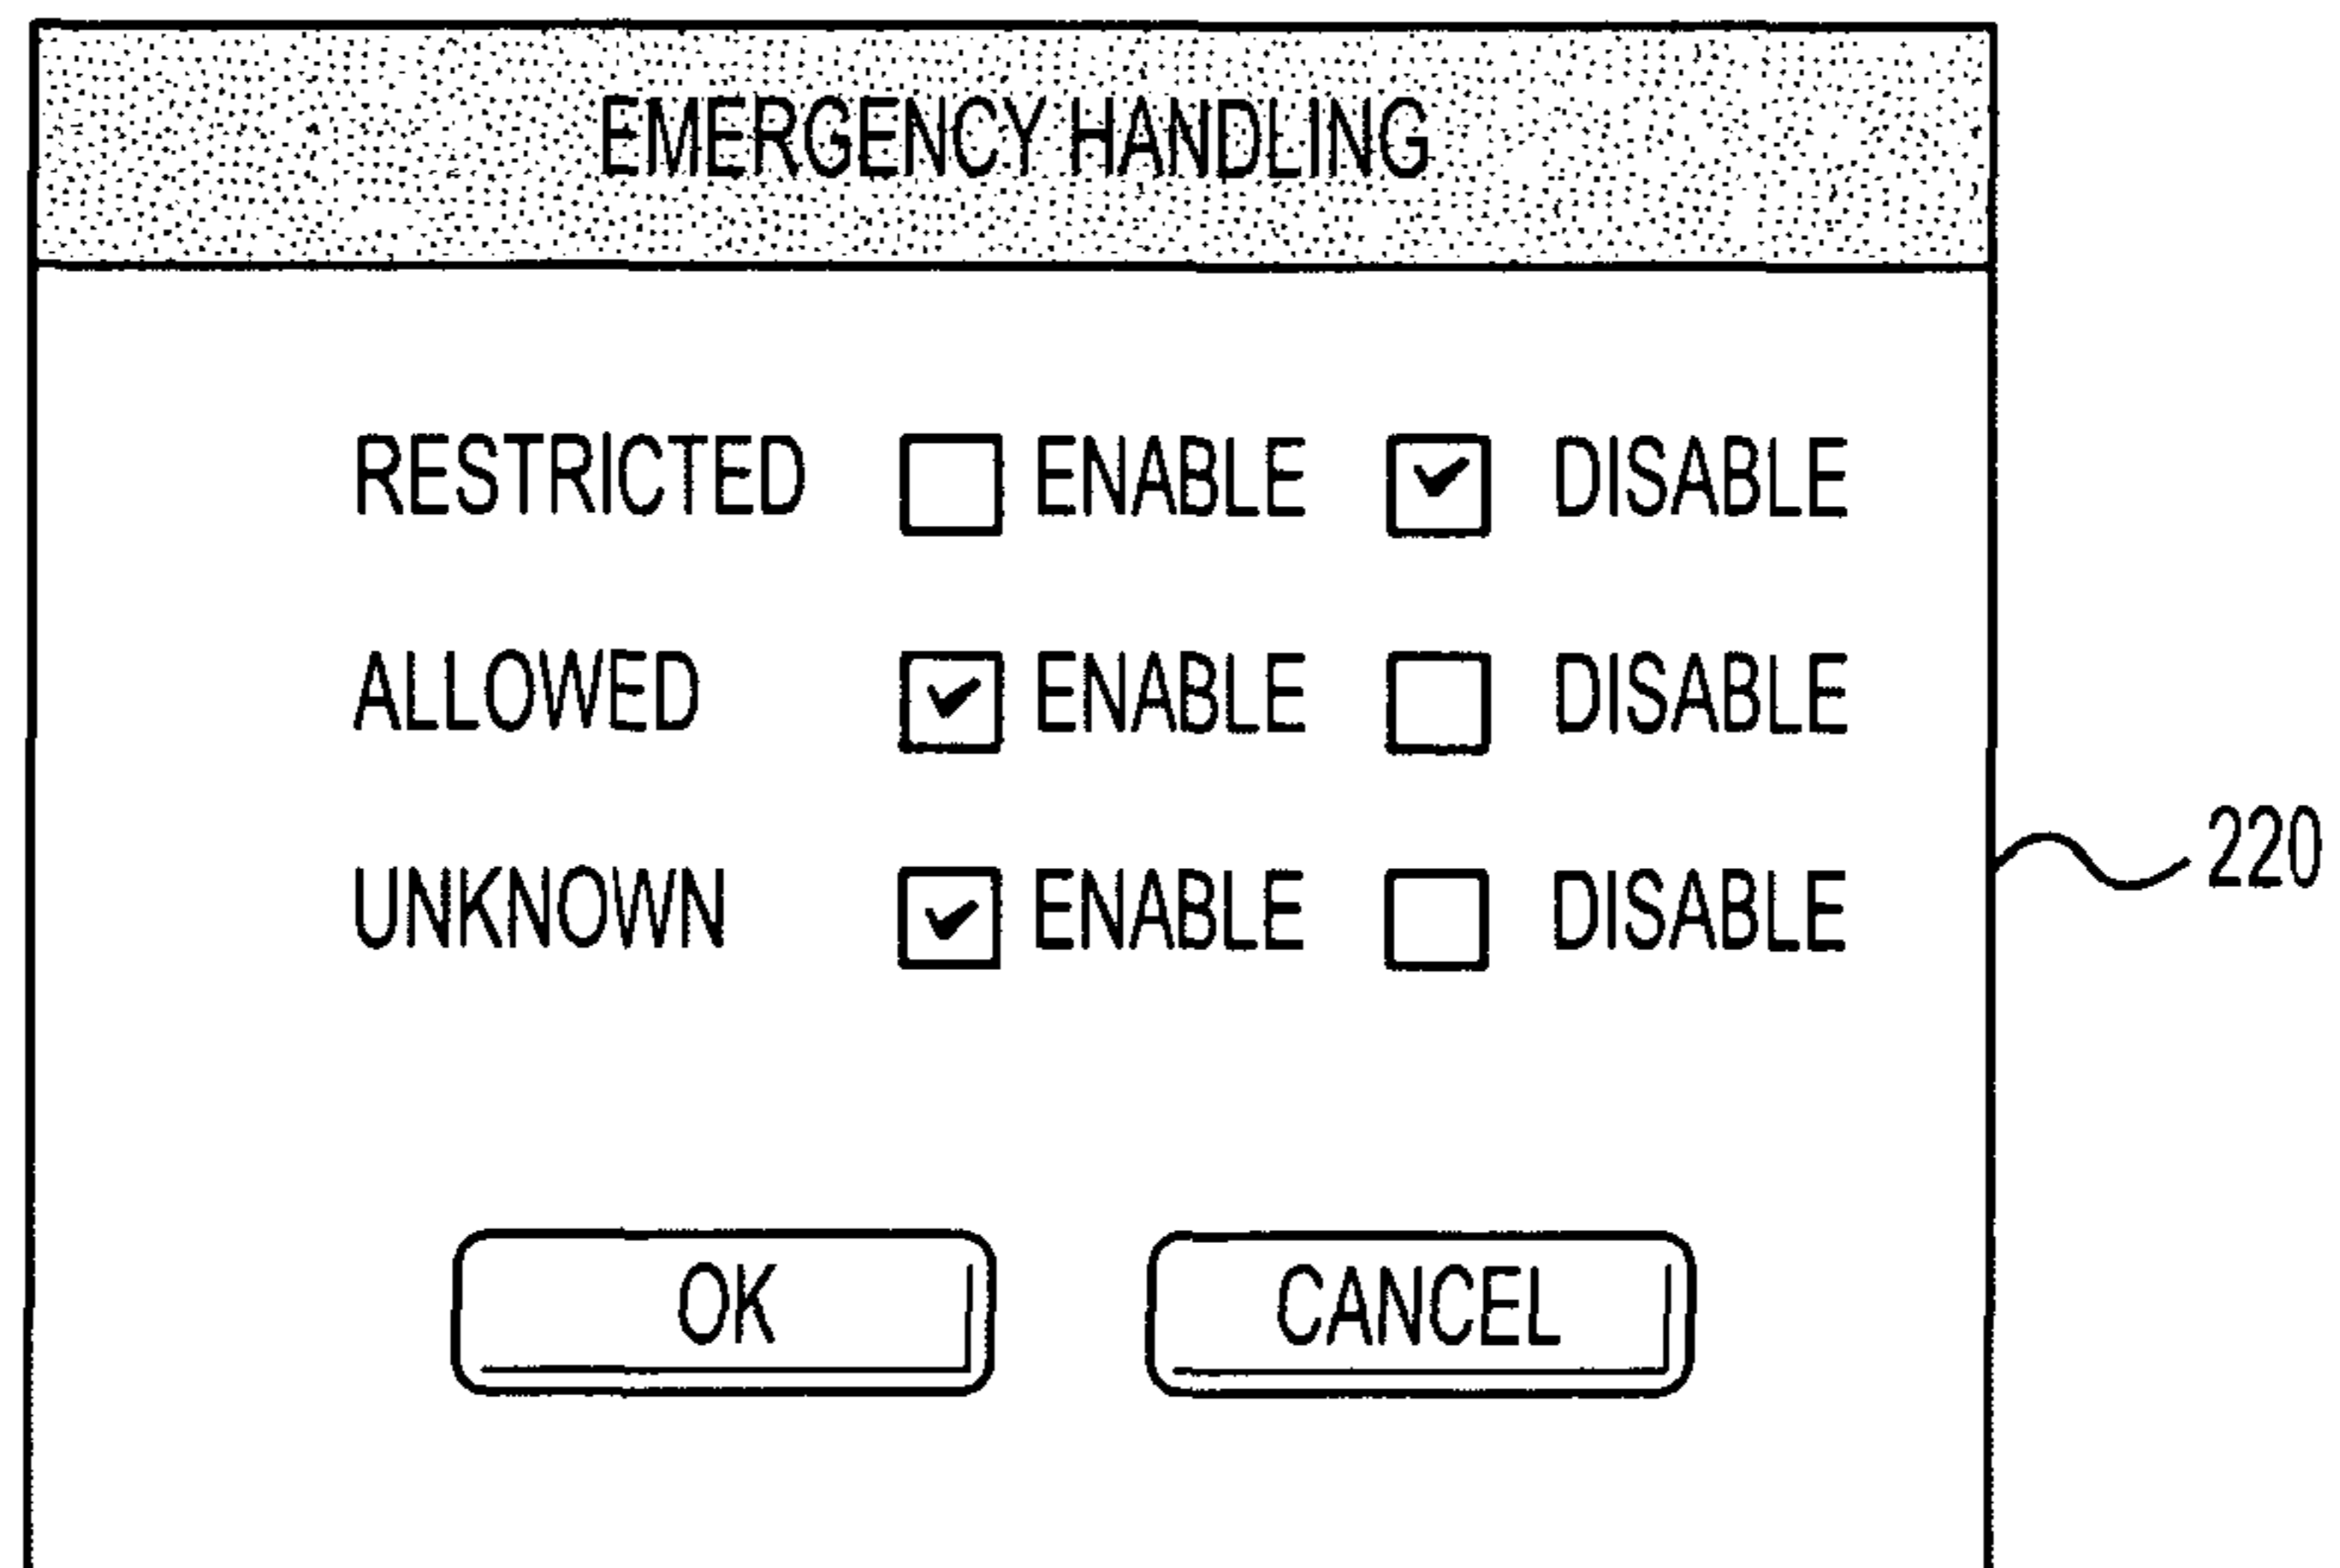 EMERGENCY HANDLING
RESTRICTED ENABLE DISABLE
ALLOWED ENABLE DISABLE
UNKNOWN ENABLE DISABLE
220
OK CANCEL